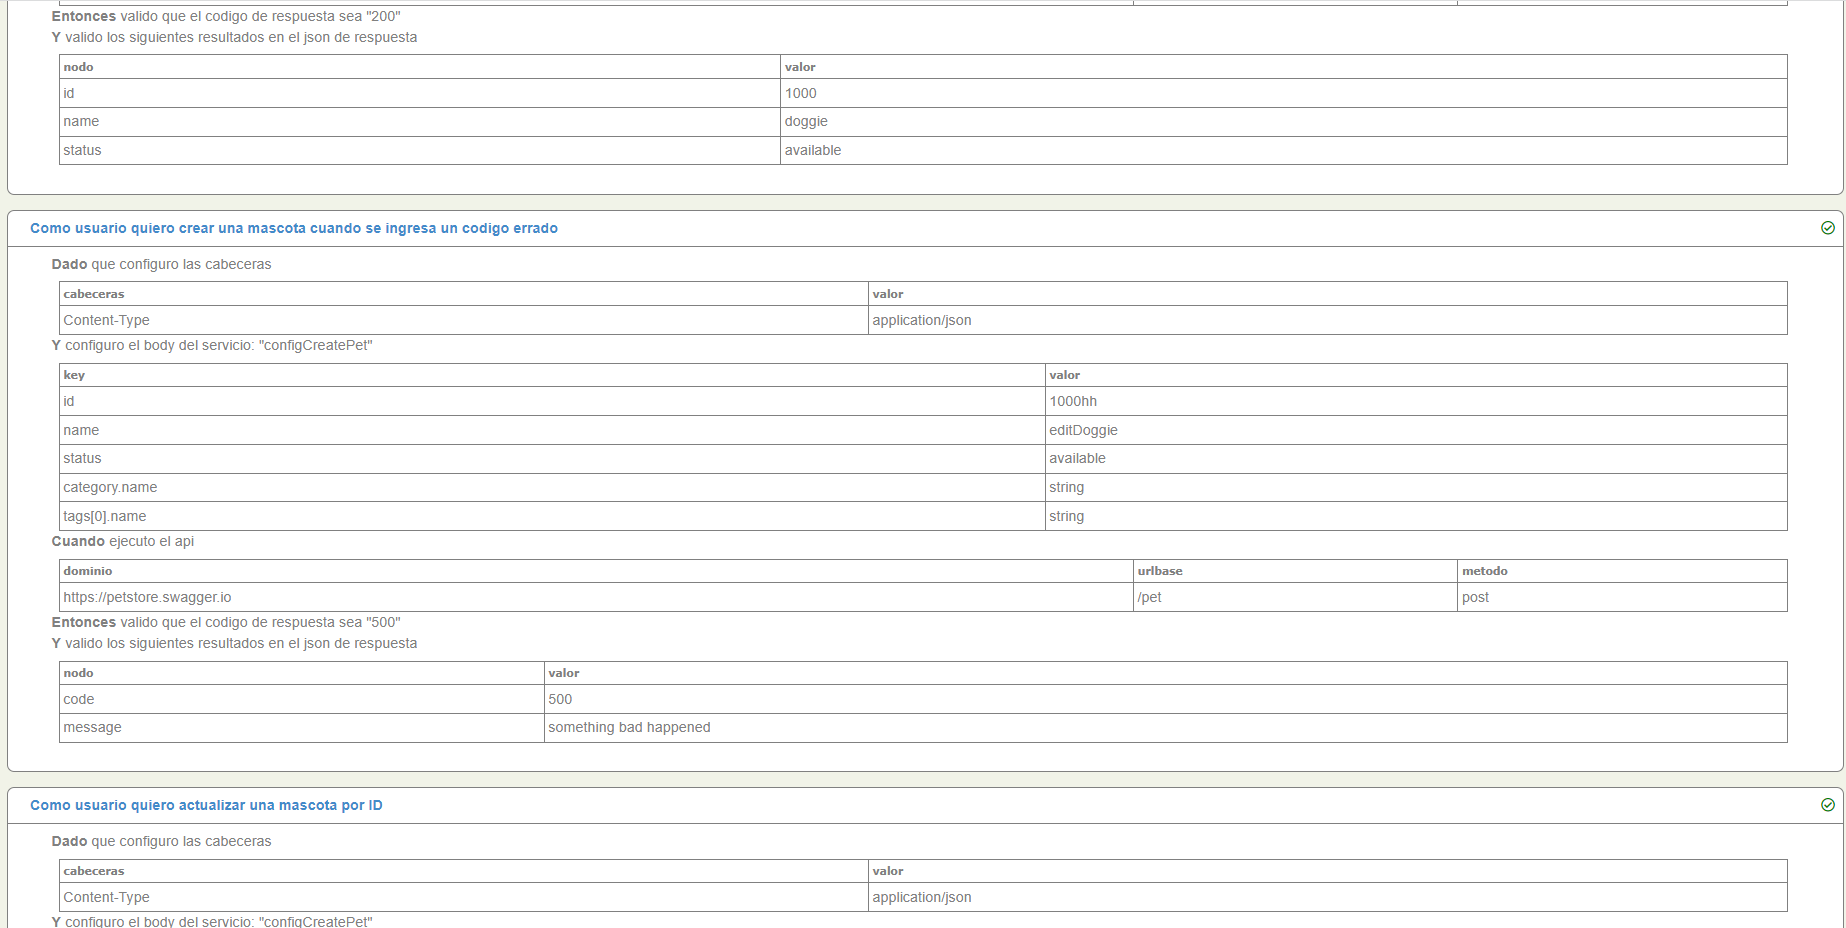 Entonces valido que el codigo de respuesta sea "200"
Y valido los siguientes resultados en el json de respuesta
nodo valor
id 1000
name doggie
status available
Como usuario quiero crear una mascota cuando se ingresa un codigo errado
Dado que configuro las cabeceras
cabeceras valor
Content-Type application/json
Y configuro el body del servicio: "configCreatePet"
key valor
id 1000hh
name editDoggie
status available
category.name string
tags[0].name string
Cuando ejecuto el api
dominio urlbase metodo
https://petstore.swagger.io /pet post
Entonces valido que el codigo de respuesta sea "500"
Y valido los siguientes resultados en el json de respuesta
nodo valor
code 500
message something bad happened
Como usuario quiero actualizar una mascota por ID
Dado que configuro las cabeceras
cabeceras valor
Content-Type application/json
Y configuro el body del servicio: "configCreatePet"